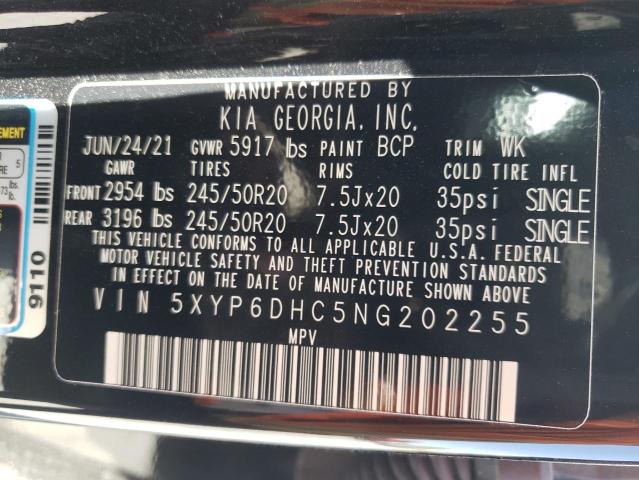 MANUFACTURED BY
KIA GEORGIA, INC.
JUN/24/21 GVWR 5917 lbs PAINT BCP TRIM WK
GAWR TIRES RIMS COLD TIRE INFL
FRONT 2954 lbs 245/50R20 7.5Jx20 35psi SINGLE
REAR 3196 lbs 245/50R20 7.5Jx20 35psi SINGLE
THIS VEHICLE CONFORMS TO ALL APPLICABLE U.S.A. FEDERAL
MOTOR VEHICLE SAFETY AND THEFT PREVENTION STANDARDS
IN EFFECT ON THE DATE OF MANUFACTURE SHOWN ABOVE
VIN 5XYP6DHC5NG202255
MPV
5
9110